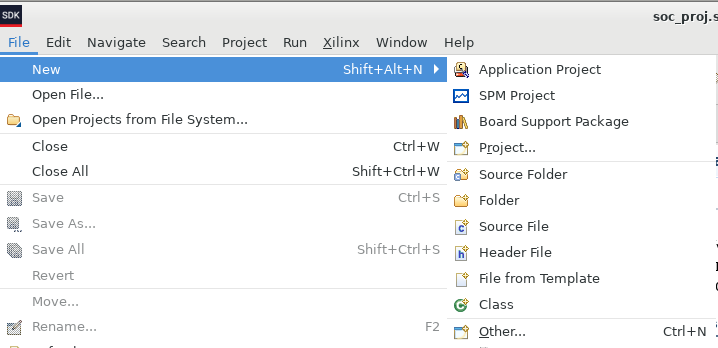 SDK
soc_proj.s
File Edit Navigate Search Project Run Xilinx Window Help
New Shift+Alt+N
Open File...
Open Projects from File System...
Close Ctrl+W
Close All Shift+Ctrl+W
Save Ctrl+S
Save As...
Save All Shift+Ctrl+S
Revert
Move...
Rename... F2
Application Project
SPM Project
Board Support Package
Project...
Source Folder
Folder
Source File
Header File
File from Template
Class
Other... Ctrl+N